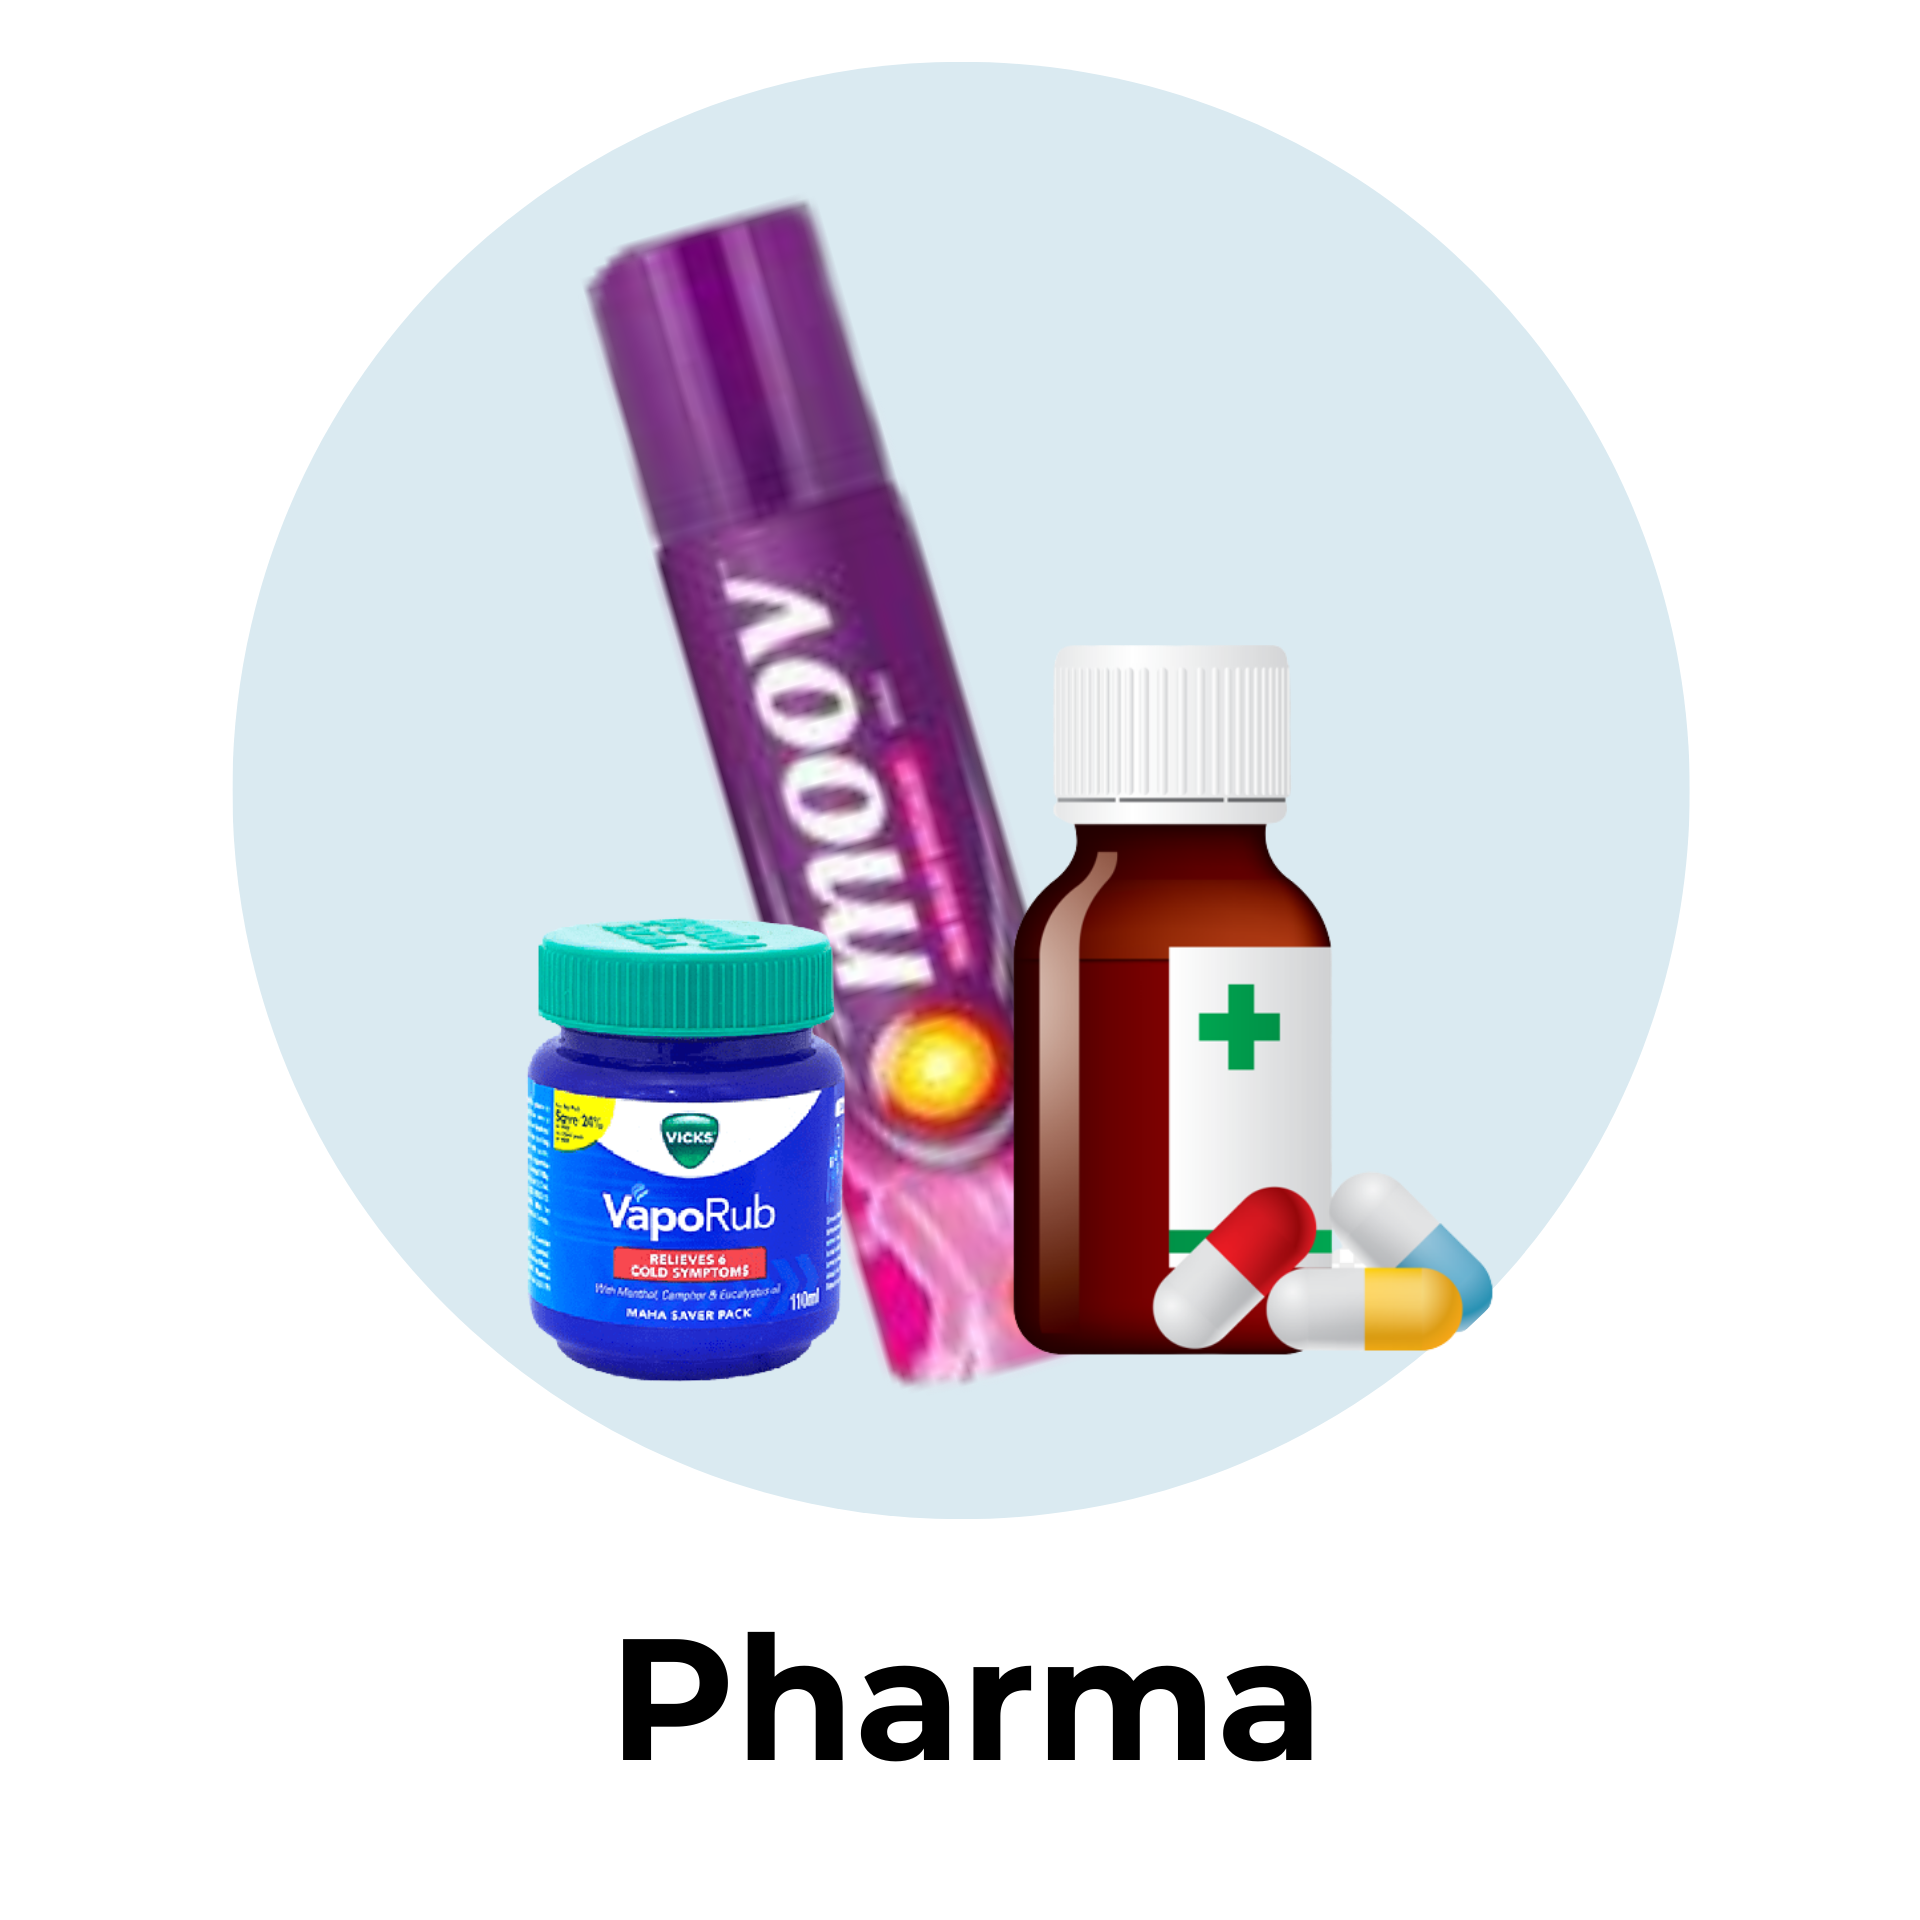 moov
Save 24%
VICKS
VapoRub
RELIEVES 6
COLD SYMPTOMS
With Menthol, Camphor & Eucalyptus oil
110ml
MAHA SAVER PACK
Pharma